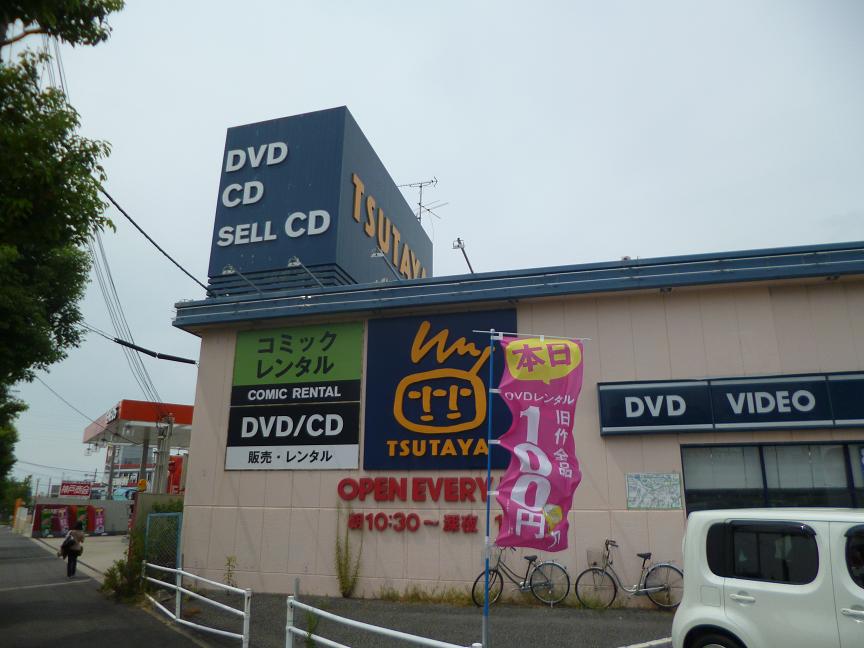 DVD
CD
SELL CD
TSUTAYA
コミック
レンタル
COMIC RENTAL
DVD/CD
販売・レンタル
TSUTAYA
本日
DVDレンタル
旧作全品
100円
DVD
VIDEO
OPEN EVERY
朝10:30～深夜